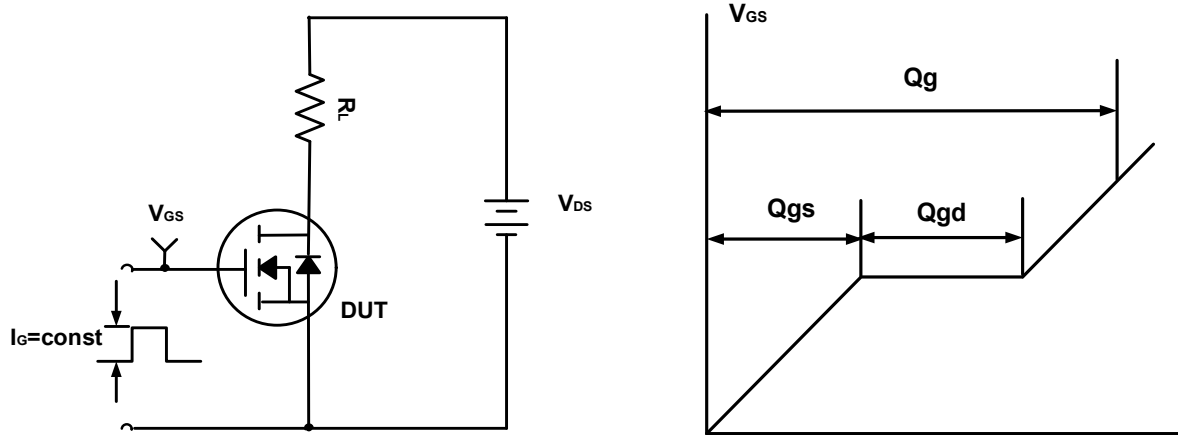 RL
VGS
VDS
DUT
IG=const
VGS
Qg
Qgs
Qgd